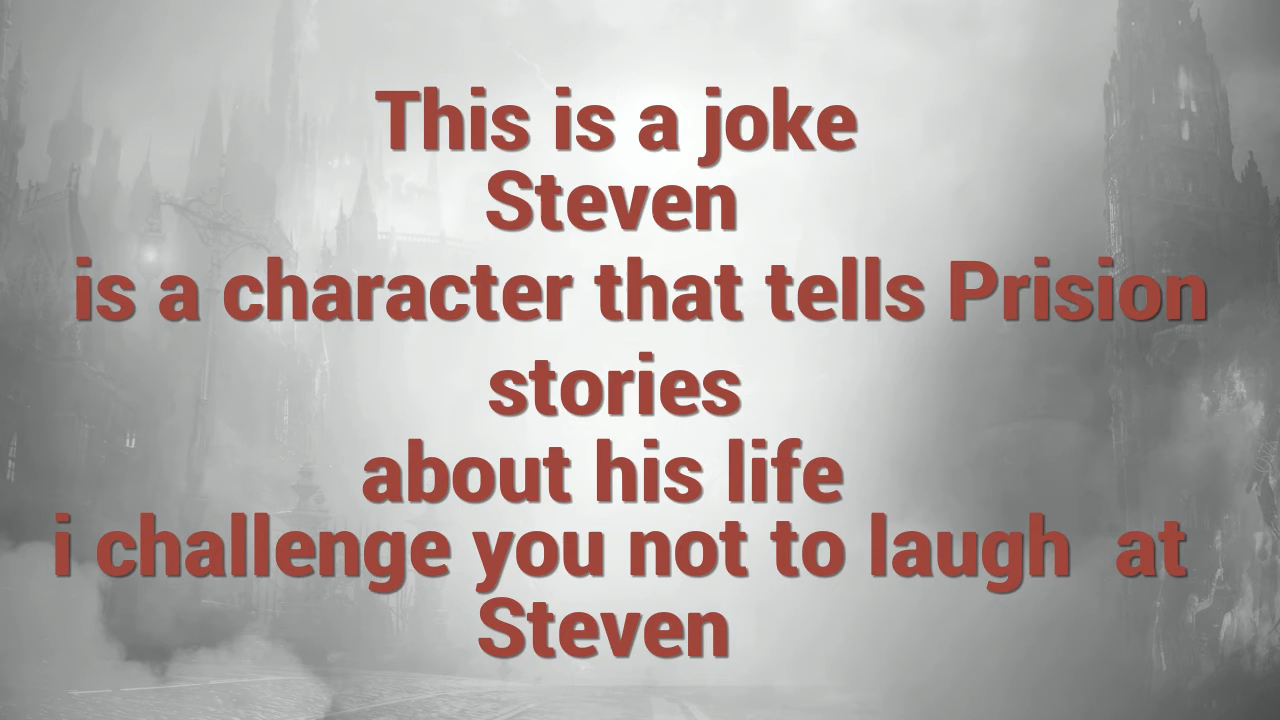 This is a joke
Steven
is a character that tells Prision
stories
about his life
i challenge you not to laugh  at
Steven